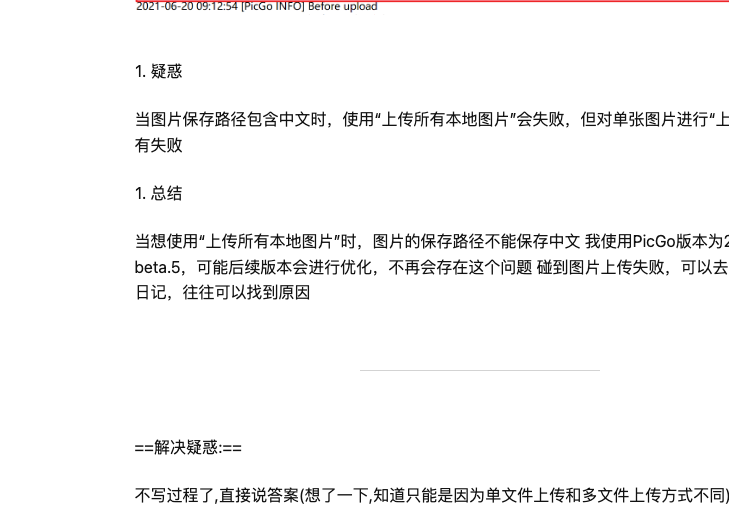 2021-06-20 09:12:54 [PicGo INFO] Before upload
1. 疑惑
当图片保存路径包含中文时，使用“上传所有本地图片”会失败，但对单张图片进行“上
有失败
1. 总结
当想使用“上传所有本地图片”时，图片的保存路径不能保存中文 我使用PicGo版本为2
beta.5，可能后续版本会进行优化，不再会存在这个问题 碰到图片上传失败，可以去
日记，往往可以找到原因
==解决疑惑:==
不写过程了,直接说答案(想了一下,知道只能是因为单文件上传和多文件上传方式不同)